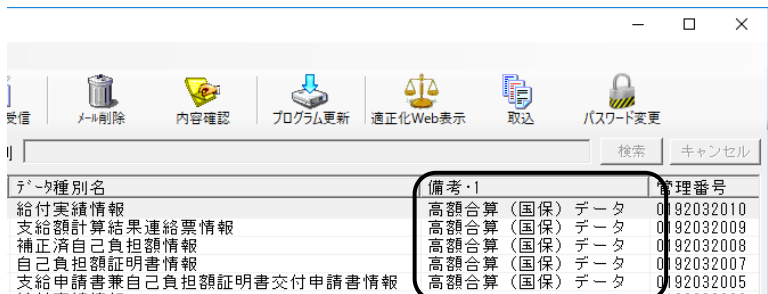 受信 メール削除 内容確認 プログラム更新 適正化Web表示 取込 パスワード変更
検索 キャンセル
データ種別名 備考・1 管理番号
給付実績情報 高額合算(国保)データ 0192032010
支給額計算結果連絡票情報 高額合算(国保)データ 0192032009
補正済自己負担額情報 高額合算(国保)データ 0192032008
自己負担額証明書情報 高額合算(国保)データ 0192032007
支給申請書兼自己負担額証明書交付申請書情報 高額合算(国保)データ 0192032005